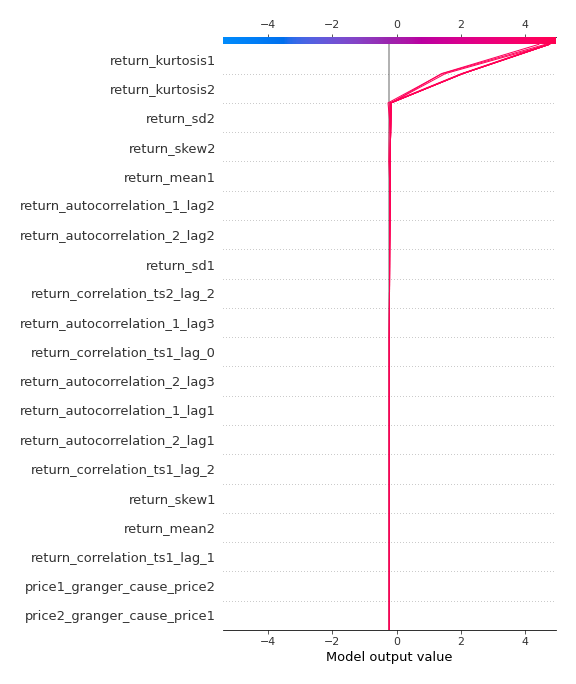 −4 −2 0 2 4
return_kurtosis1
return_kurtosis2
return_sd2
return_skew2
return_mean1
return_autocorrelation_1_lag2
return_autocorrelation_2_lag2
return_sd1
return_correlation_ts2_lag_2
return_autocorrelation_1_lag3
return_correlation_ts1_lag_0
return_autocorrelation_2_lag3
return_autocorrelation_1_lag1
return_autocorrelation_2_lag1
return_correlation_ts1_lag_2
return_skew1
return_mean2
return_correlation_ts1_lag_1
price1_granger_cause_price2
price2_granger_cause_price1
−4 −2 0 2 4
Model output value